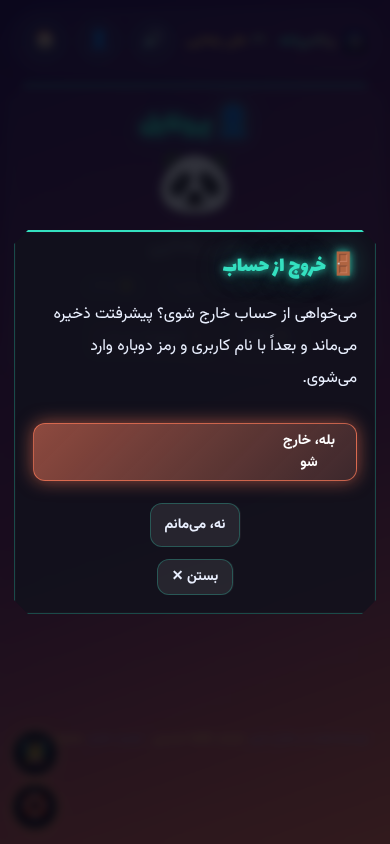 🚪 خروج از حساب
می‌خواهی از حساب خارج شوی؟ پیشرفتت ذخیره
می‌ماند و بعداً با نام کاربری و رمز دوباره وارد
می‌شوی.
بله، خارج
شو
نه، می‌مانم
بستن ✕